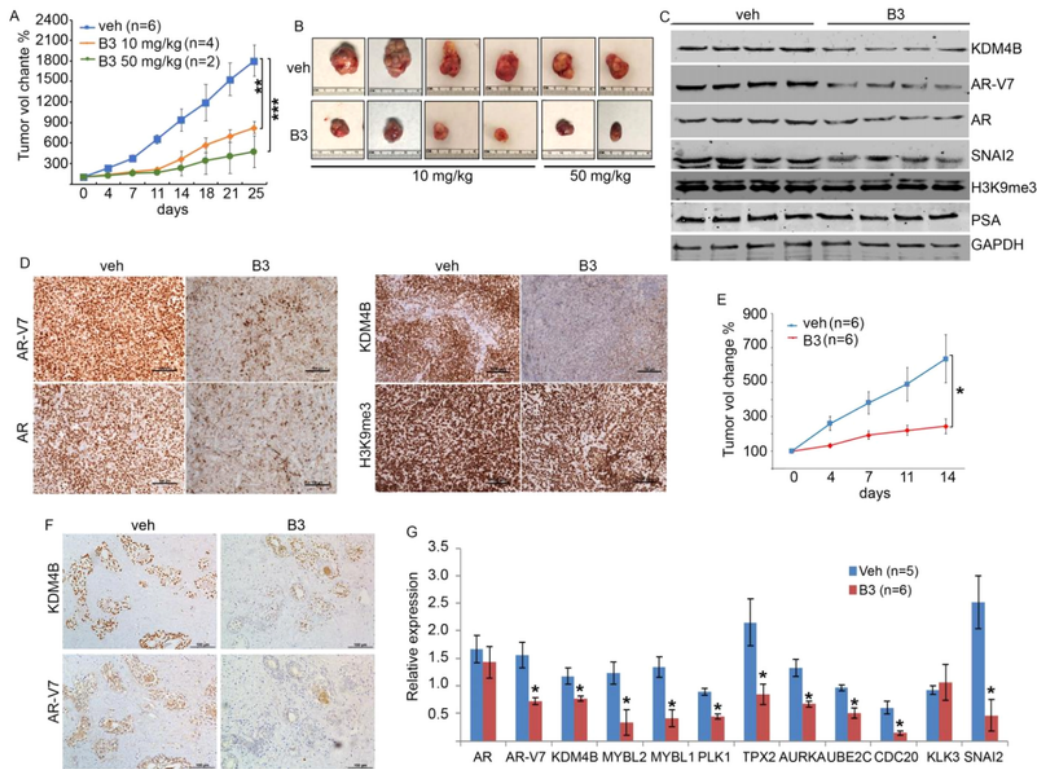 A
Tumor vol chante %
2400
2100
1800
1500
1200
900
600
300
veh (n=6)
B3 10 mg/kg (n=4)
B3 50 mg/kg (n=2)
**
***
0 4 7 11 14 18 21 25
days
B
veh
B3
10 mg/kg 50 mg/kg
C
veh B3
KDM4B
AR-V7
AR
SNAI2
H3K9me3
PSA
GAPDH
D
veh B3
AR-V7
AR
veh B3
KDM4B
H3K9me3
E
Tumor vol change %
900
700
500
300
100
veh (n=6)
B3 (n=6)
*
0 4 7 11 14
days
F
veh B3
KDM4B
AR-V7
G
Relative expression
3.5
3.0
2.5
2.0
1.5
1.0
0.5
Veh (n=5)
B3 (n=6)
* * * * * * * * * *
AR AR-V7 KDM4B MYBL2 MYBL1 PLK1 TPX2 AURKA UBE2C CDC20 KLK3 SNAI2